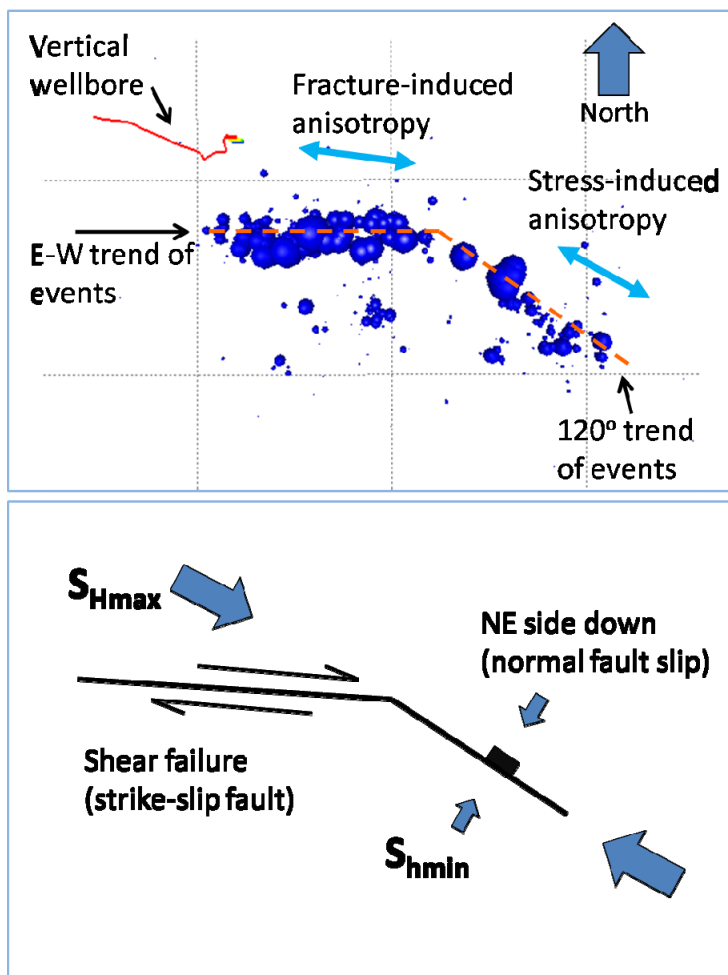 Vertical
wellbore
Fracture-induced
anisotropy
North
Stress-induced
anisotropy
E-W trend of
events
120° trend
of events
SHmax
NE side down
(normal fault slip)
Shear failure
(strike-slip fault)
Shmin